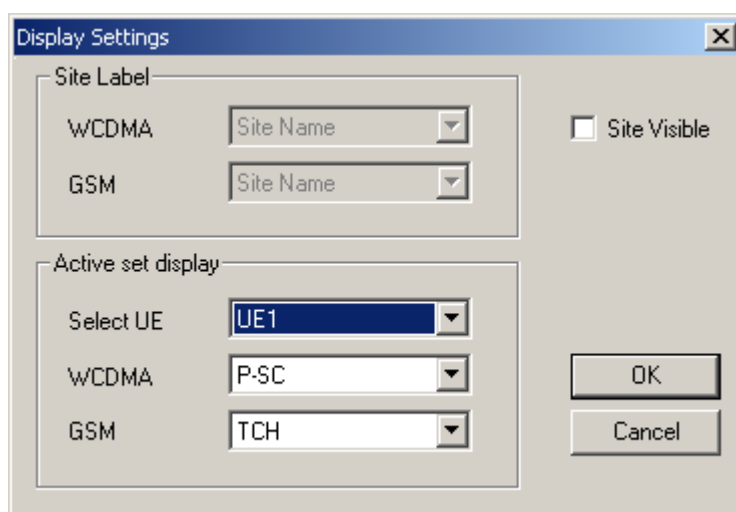 Display Settings
Site Label
WCDMA Site Name
Site Visible
GSM Site Name
Active set display
Select UE UE1
WCDMA P-SC
OK
GSM TCH
Cancel